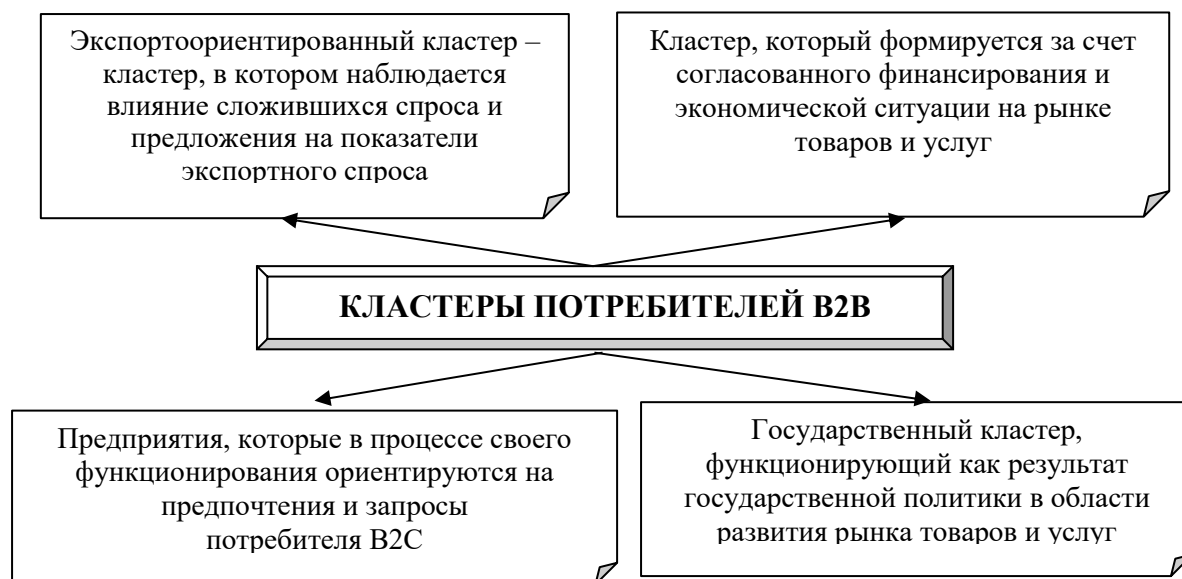 Экспортоориентированный кластер –
кластер, в котором наблюдается
влияние сложившихся спроса и
предложения на показатели
экспортного спроса
Кластер, который формируется за счет
согласованного финансирования и
экономической ситуации на рынке
товаров и услуг
КЛАСТЕРЫ ПОТРЕБИТЕЛЕЙ B2B
Предприятия, которые в процессе своего
функционирования ориентируются на
предпочтения и запросы
потребителя B2C
Государственный кластер,
функционирующий как результат
государственной политики в области
развития рынка товаров и услуг